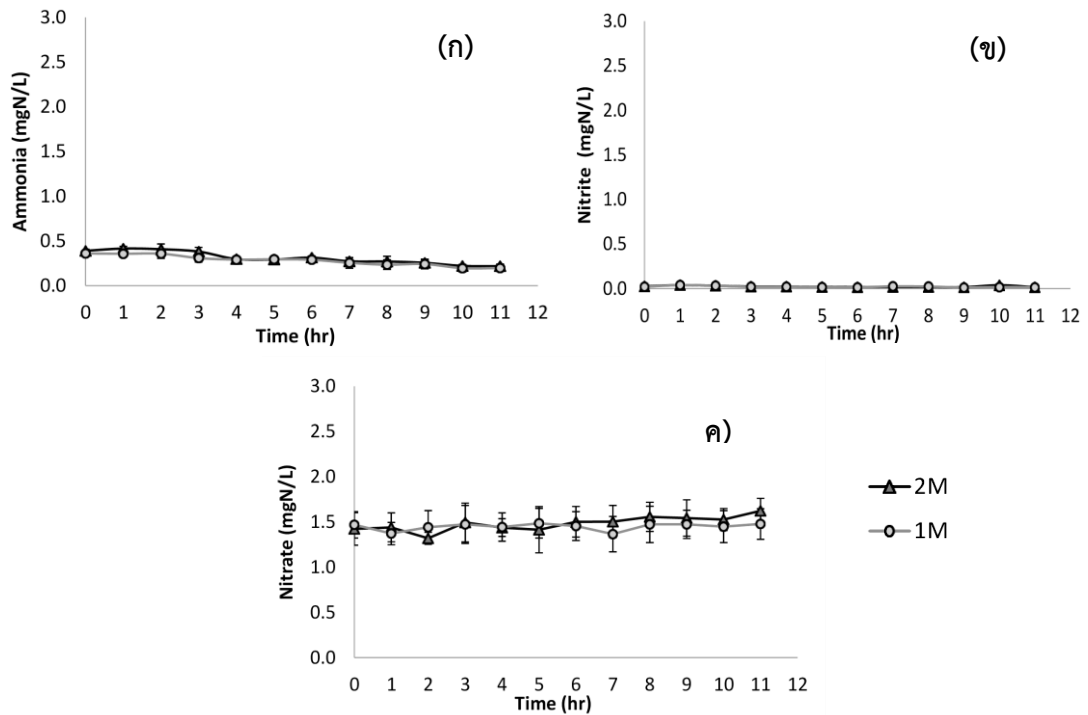 3.0
2.5
2.0
1.5
1.0
0.5
0.0
Ammonia (mgN/L)
(ก)
0 1 2 3 4 5 6 7 8 9 10 11 12
Time (hr)
3.0
2.5
2.0
1.5
1.0
0.5
0.0
Nitrite (mgN/L)
(ข)
0 1 2 3 4 5 6 7 8 9 10 11 12
Time (hr)
3.0
2.5
2.0
1.5
1.0
0.5
0.0
Nitrate (mgN/L)
ค)
0 1 2 3 4 5 6 7 8 9 10 11 12
Time (hr)
2M
1M